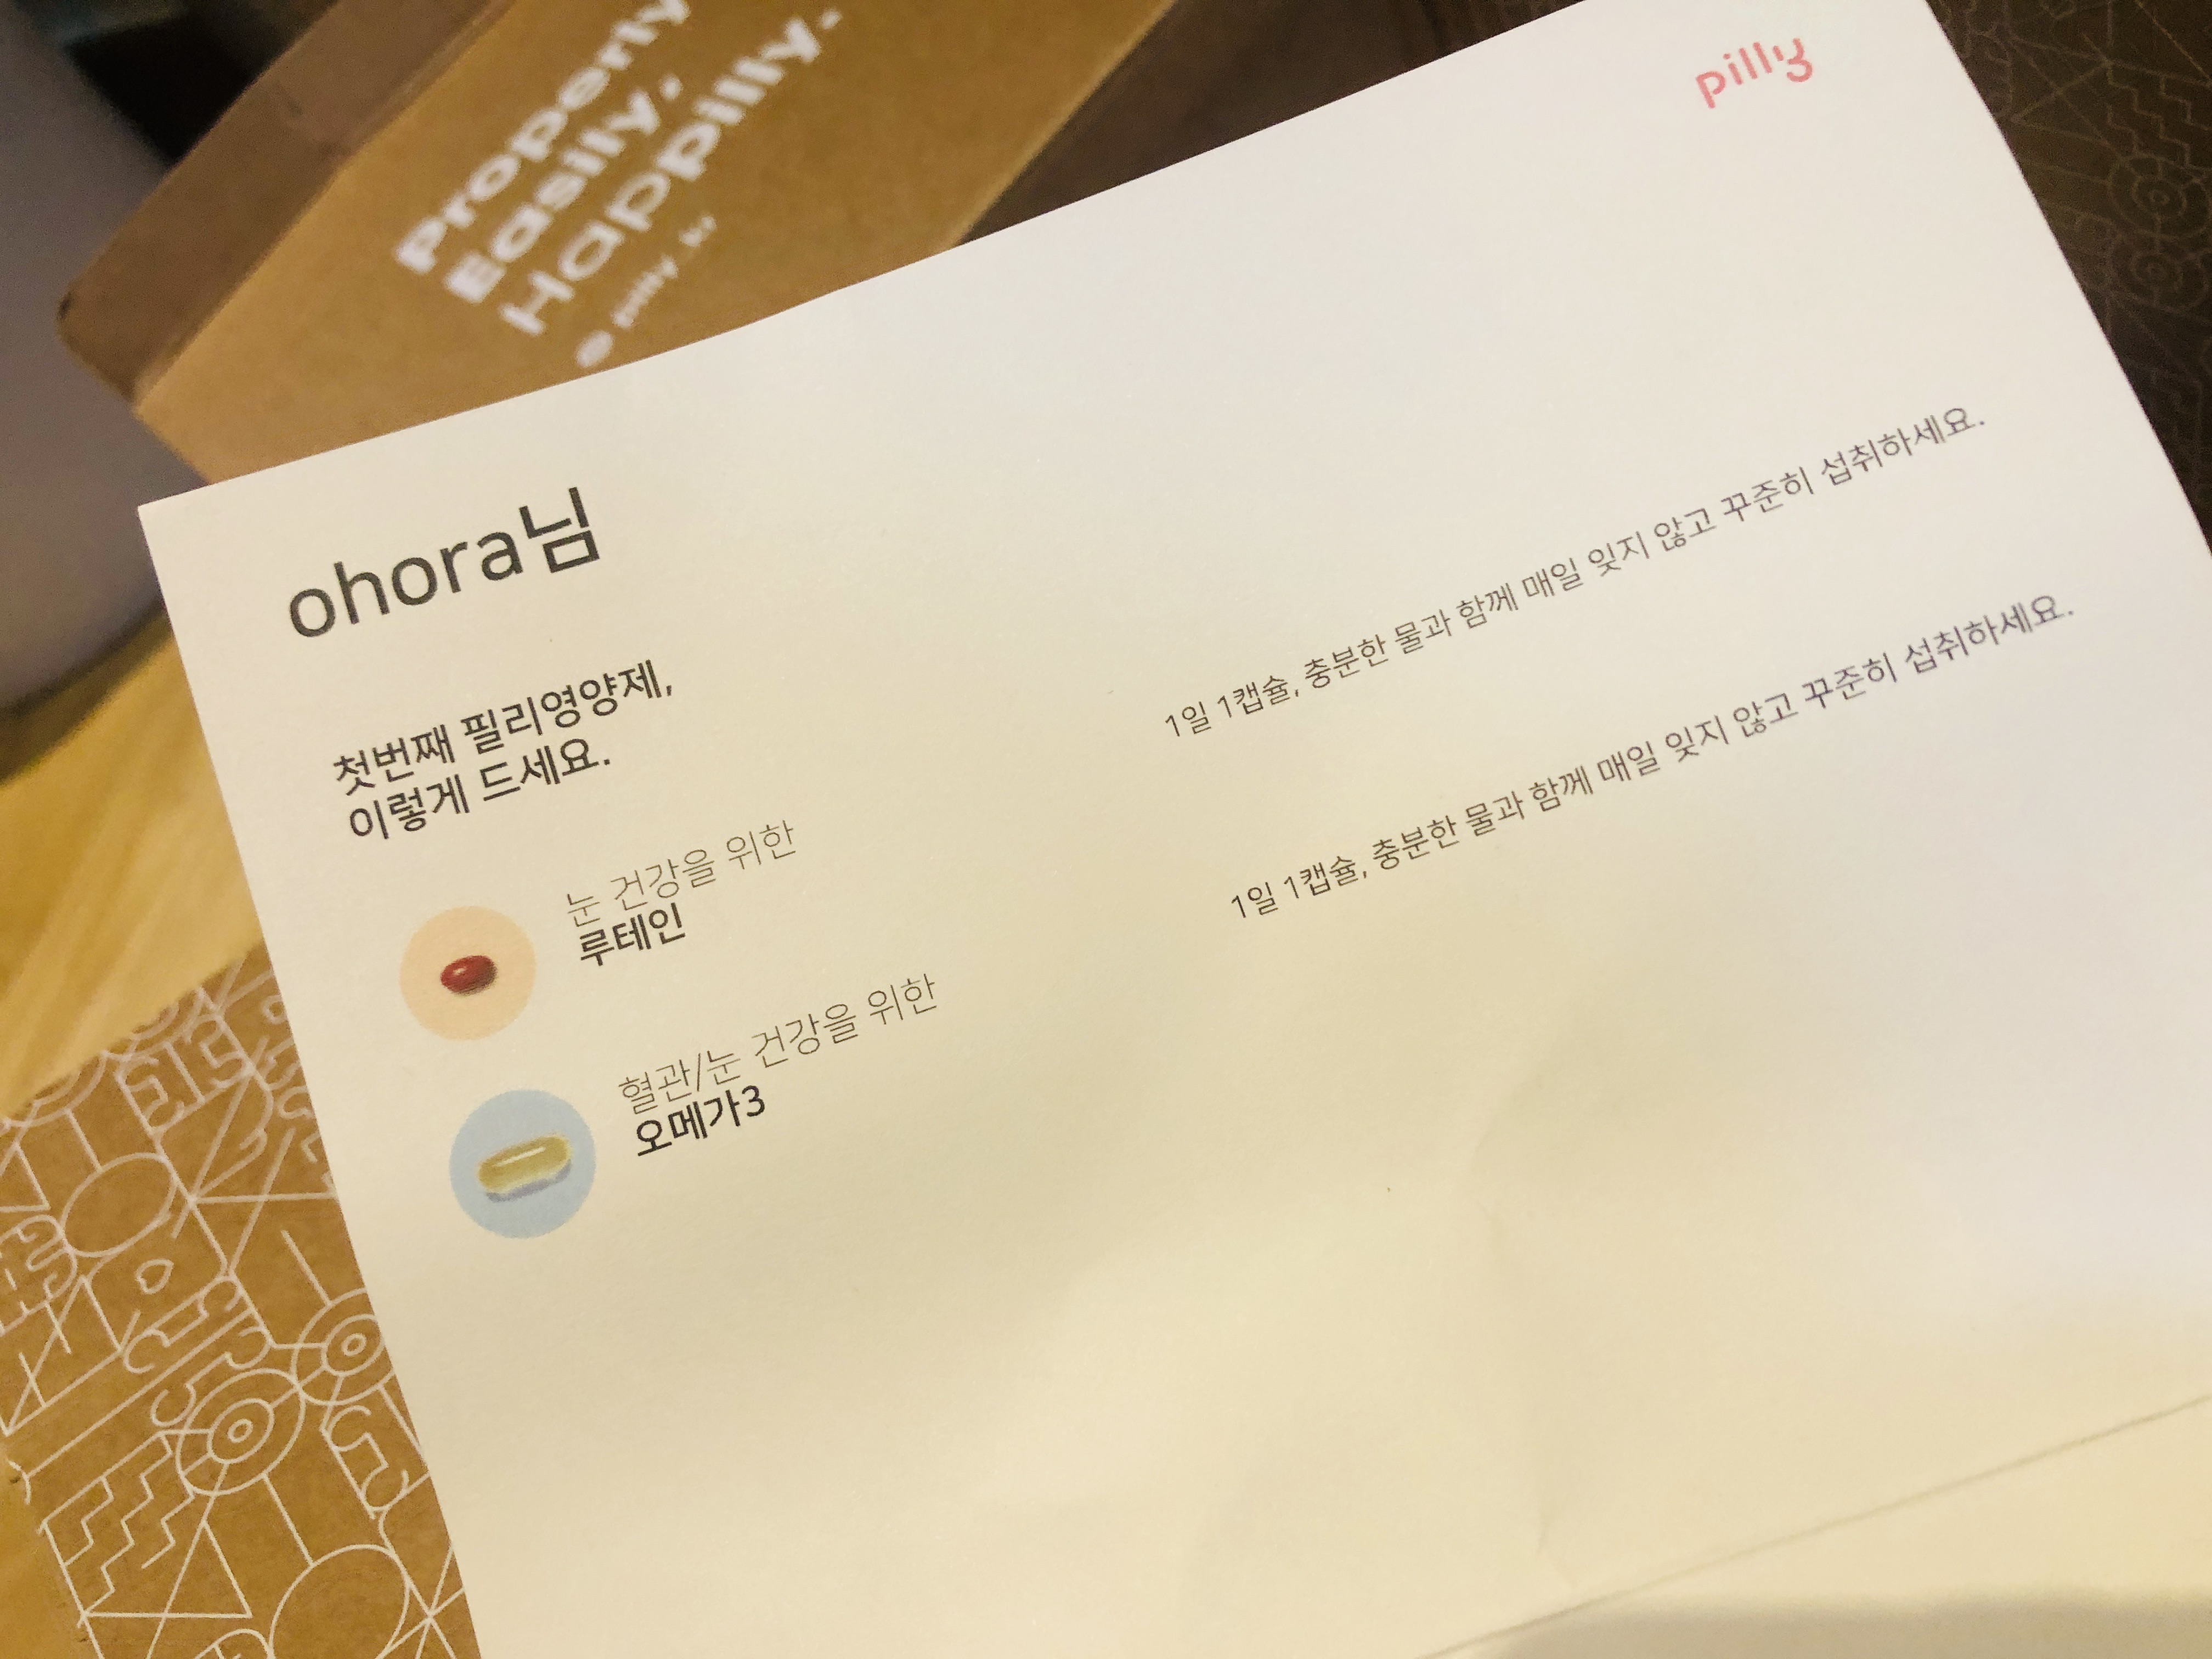 Properly
Easily.
Happilly.
pilly
ohora님
첫번째 필리영양제,
이렇게 드세요.
눈 건강을 위한
루테인
1일 1캡슐, 충분한 물과 함께 매일 잊지 않고 꾸준히 섭취하세요.
혈관/눈 건강을 위한
오메가3
1일 1캡슐, 충분한 물과 함께 매일 잊지 않고 꾸준히 섭취하세요.